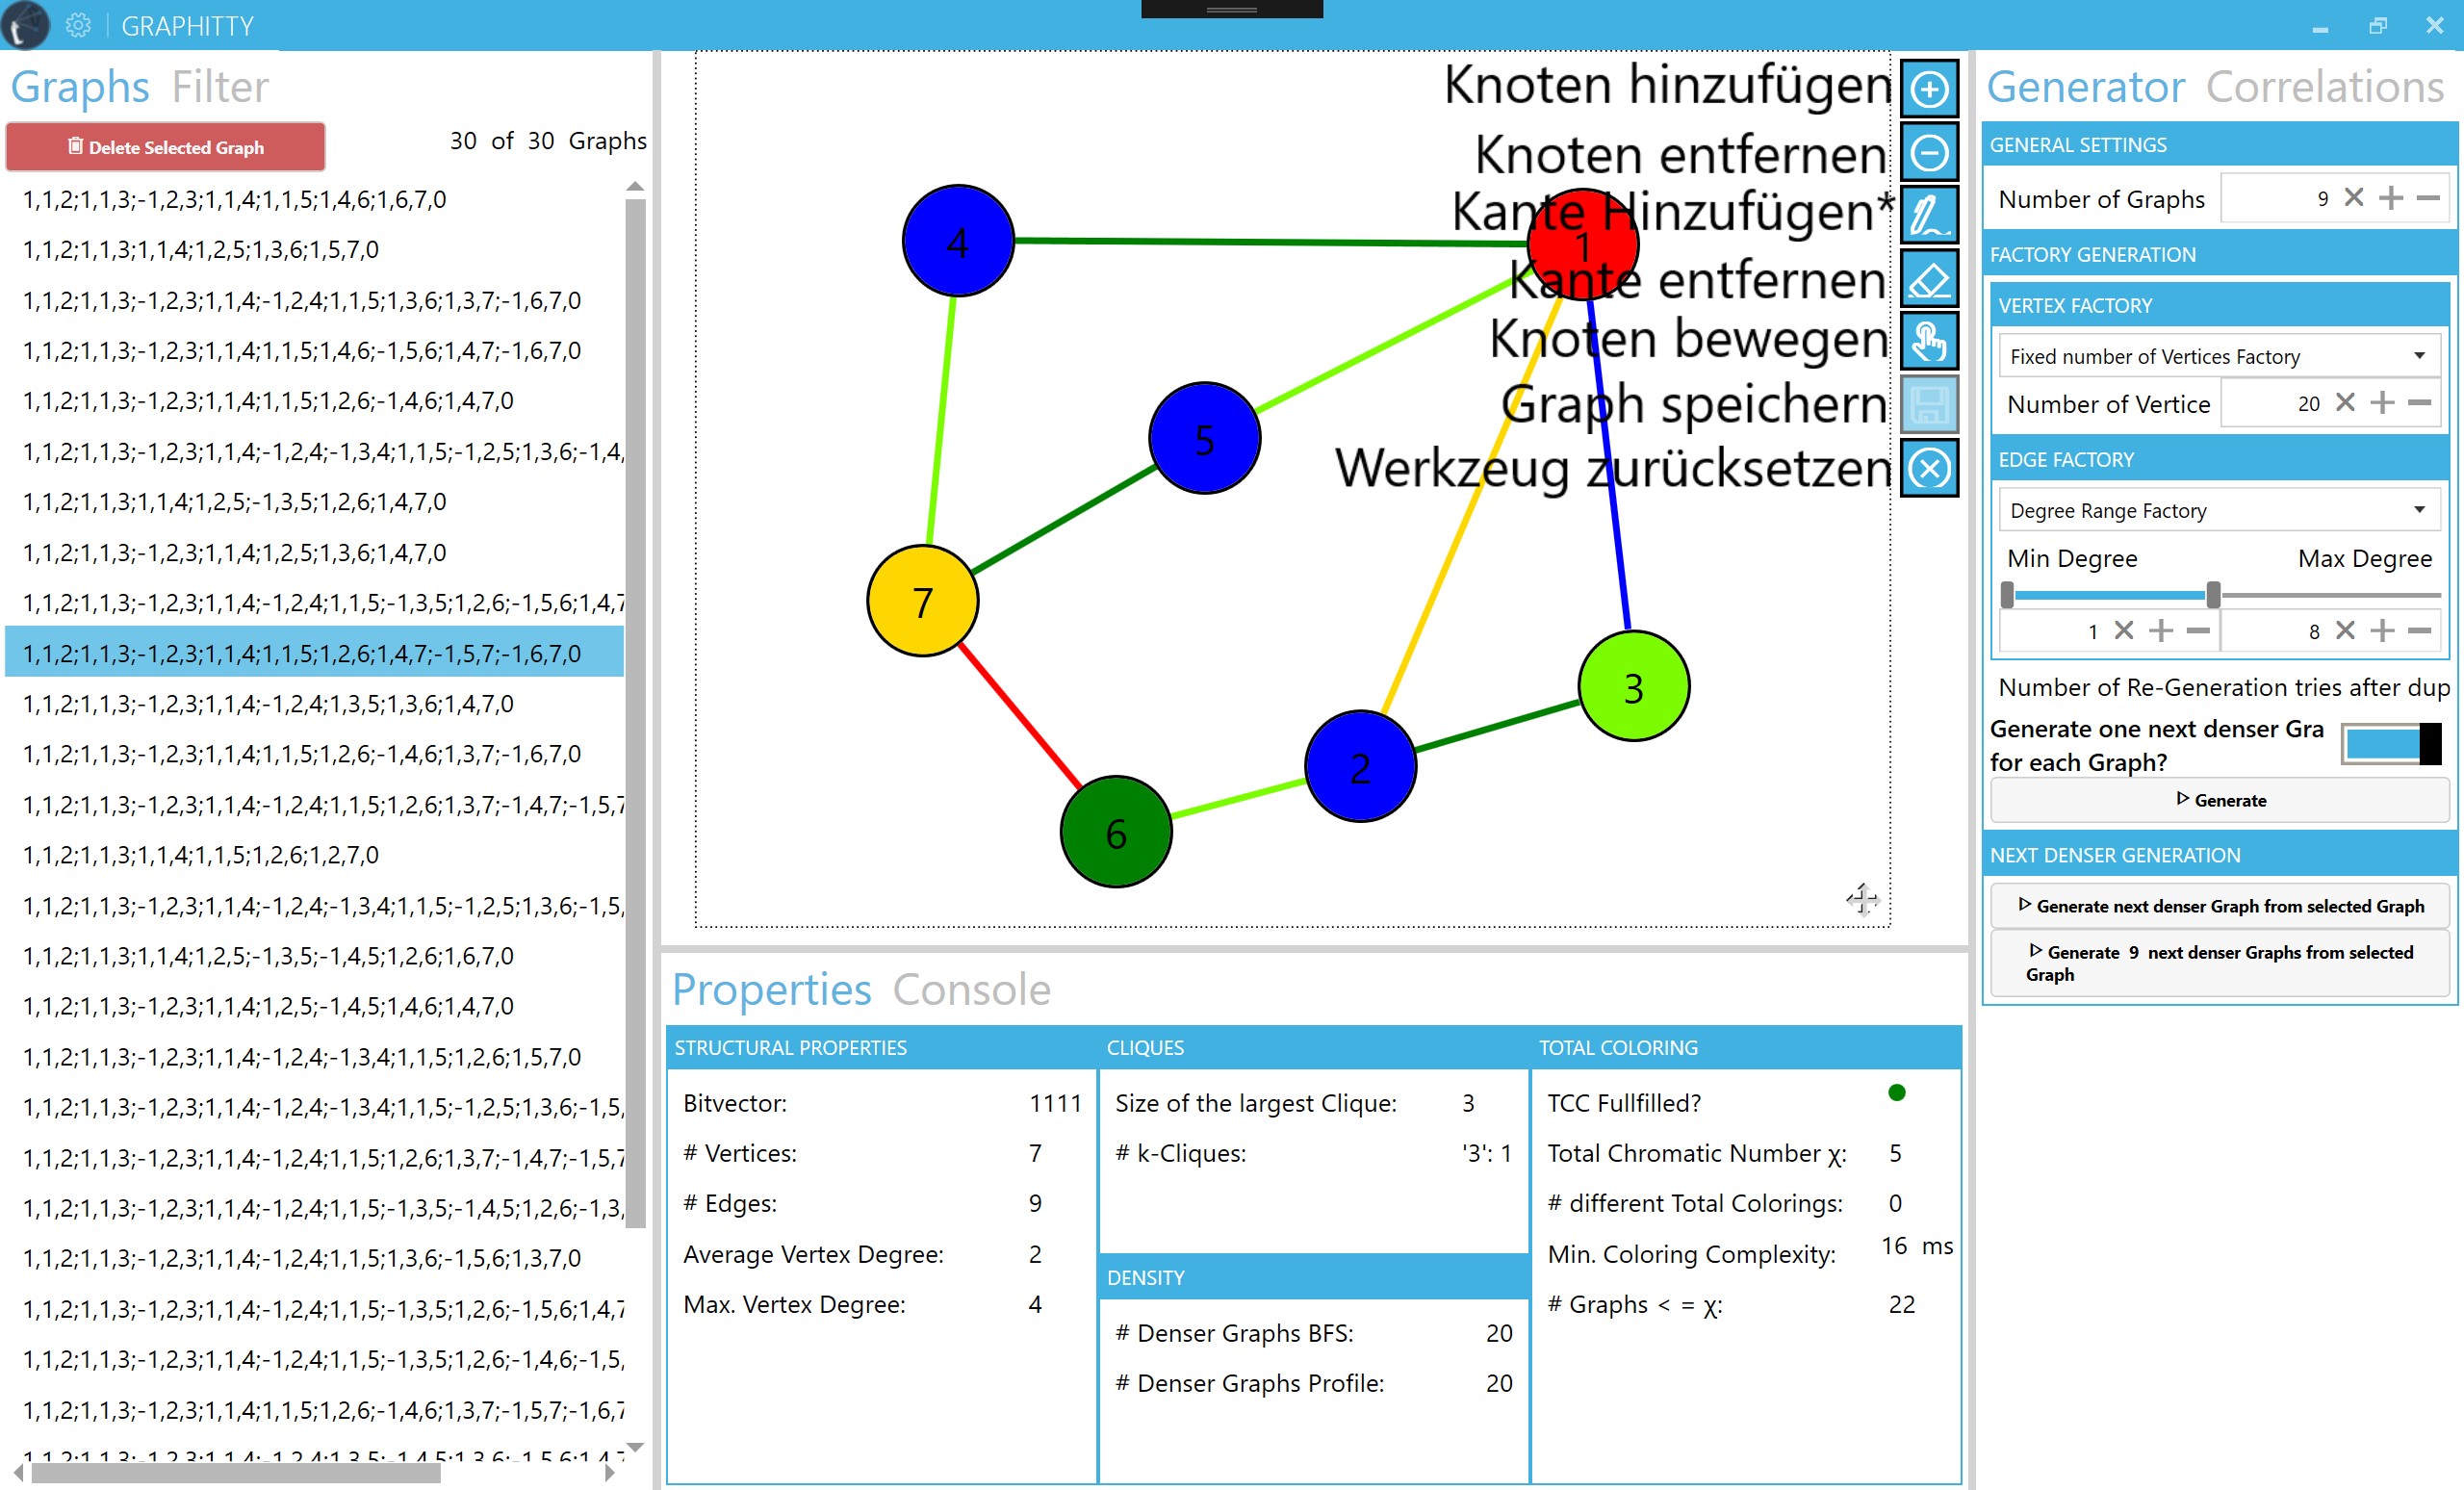 GRAPHITTY
Graphs Filter
Delete Selected Graph
30 of 30 Graphs
1,1,2;1,1,3;-1,2,3;1,1,4;1,1,5;1,4,6;1,6,7,0
1,1,2;1,1,3;1,1,4;1,2,5;1,3,6;1,5,7,0
1,1,2;1,1,3;-1,2,3;1,1,4;-1,2,4;1,1,5;1,3,6;1,3,7;-1,6,7,0
1,1,2;1,1,3;-1,2,3;1,1,4;1,1,5;1,4,6;-1,5,6;1,4,7;-1,6,7,0
1,1,2;1,1,3;-1,2,3;1,1,4;1,1,5;1,2,6;-1,4,6;1,4,7,0
1,1,2;1,1,3;-1,2,3;1,1,4;-1,2,4;-1,3,4;1,1,5;-1,2,5;1,3,6;-1,4,
1,1,2;1,1,3;1,1,4;1,2,5;-1,3,5;1,2,6;1,4,7,0
1,1,2;1,1,3;-1,2,3;1,1,4;1,2,5;1,3,6;1,4,7,0
1,1,2;1,1,3;-1,2,3;1,1,4;-1,2,4;1,1,5;-1,3,5;1,2,6;-1,5,6;1,4,7
1,1,2;1,1,3;-1,2,3;1,1,4;1,1,5;1,2,6;1,4,7;-1,5,7;-1,6,7,0
1,1,2;1,1,3;-1,2,3;1,1,4;-1,2,4;1,3,5;1,3,6;1,4,7,0
1,1,2;1,1,3;-1,2,3;1,1,4;1,1,5;1,2,6;-1,4,6;1,3,7;-1,6,7,0
1,1,2;1,1,3;-1,2,3;1,1,4;-1,2,4;1,1,5;1,2,6;1,3,7;-1,4,7;-1,5,7
1,1,2;1,1,3;1,1,4;1,1,5;1,2,6;1,2,7,0
1,1,2;1,1,3;-1,2,3;1,1,4;-1,2,4;-1,3,4;1,1,5;-1,2,5;1,3,6;-1,5,
1,1,2;1,1,3;1,1,4;1,2,5;-1,3,5;-1,4,5;1,2,6;1,6,7,0
1,1,2;1,1,3;-1,2,3;1,1,4;1,2,5;-1,4,5;1,4,6;1,4,7,0
1,1,2;1,1,3;-1,2,3;1,1,4;-1,2,4;-1,3,4;1,1,5;1,2,6;1,5,7,0
1,1,2;1,1,3;-1,2,3;1,1,4;-1,2,4;-1,3,4;1,1,5;-1,2,5;1,3,6;-1,5,
1,1,2;1,1,3;-1,2,3;1,1,4;-1,2,4;1,1,5;1,2,6;1,3,7;-1,4,7;-1,5,7
1,1,2;1,1,3;-1,2,3;1,1,4;-1,2,4;1,1,5;-1,3,5;-1,4,5;1,2,6;-1,3,
1,1,2;1,1,3;-1,2,3;1,1,4;-1,2,4;1,1,5;1,3,6;-1,5,6;1,3,7,0
1,1,2;1,1,3;-1,2,3;1,1,4;-1,2,4;1,1,5;-1,3,5;1,2,6;-1,5,6;1,4,7
1,1,2;1,1,3;-1,2,3;1,1,4;-1,2,4;1,1,5;-1,3,5;1,2,6;-1,4,6;-1,5,
1,1,2;1,1,3;-1,2,3;1,1,4;1,1,5;1,2,6;-1,4,6;1,3,7;-1,5,7;-1,6,7
1,1,2;1,1,3;-1,2,3;1,1,4;-1,2,4;1,3,5;-1,4,5;1,3,6;-1,5,6;1,4,7
Knoten hinzufügen
Knoten entfernen
Kante Hinzufügen*
Kante entfernen
Knoten bewegen
Graph speichern
Werkzeug zurücksetzen
4
1
5
7
3
2
6
Properties Console
STRUCTURAL PROPERTIES
Bitvector: 1111
# Vertices: 7
# Edges: 9
Average Vertex Degree: 2
Max. Vertex Degree: 4
CLIQUES
Size of the largest Clique: 3
# k-Cliques: '3': 1
DENSITY
# Denser Graphs BFS: 20
# Denser Graphs Profile: 20
TOTAL COLORING
TCC Fullfilled?
Total Chromatic Number χ: 5
# different Total Colorings: 0
Min. Coloring Complexity: 16 ms
# Graphs < = χ: 22
Generator Correlations
GENERAL SETTINGS
Number of Graphs 9
FACTORY GENERATION
VERTEX FACTORY
Fixed number of Vertices Factory
Number of Vertice 20
EDGE FACTORY
Degree Range Factory
Min Degree Max Degree
1 8
Number of Re-Generation tries after dup
Generate one next denser Gra
for each Graph?
Generate
NEXT DENSER GENERATION
Generate next denser Graph from selected Graph
Generate 9 next denser Graphs from selected
Graph